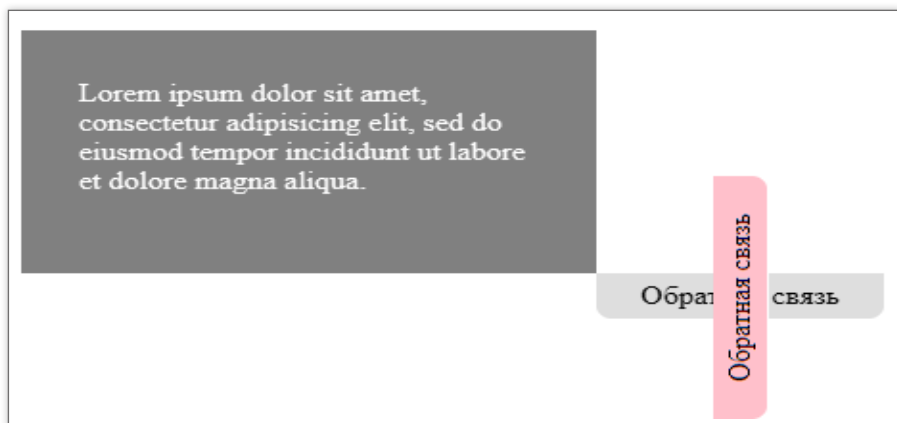 Lorem ipsum dolor sit amet,
consectetur adipisicing elit, sed do
eiusmod tempor incididunt ut labore
et dolore magna aliqua.
Обрат связь
Обратная связь